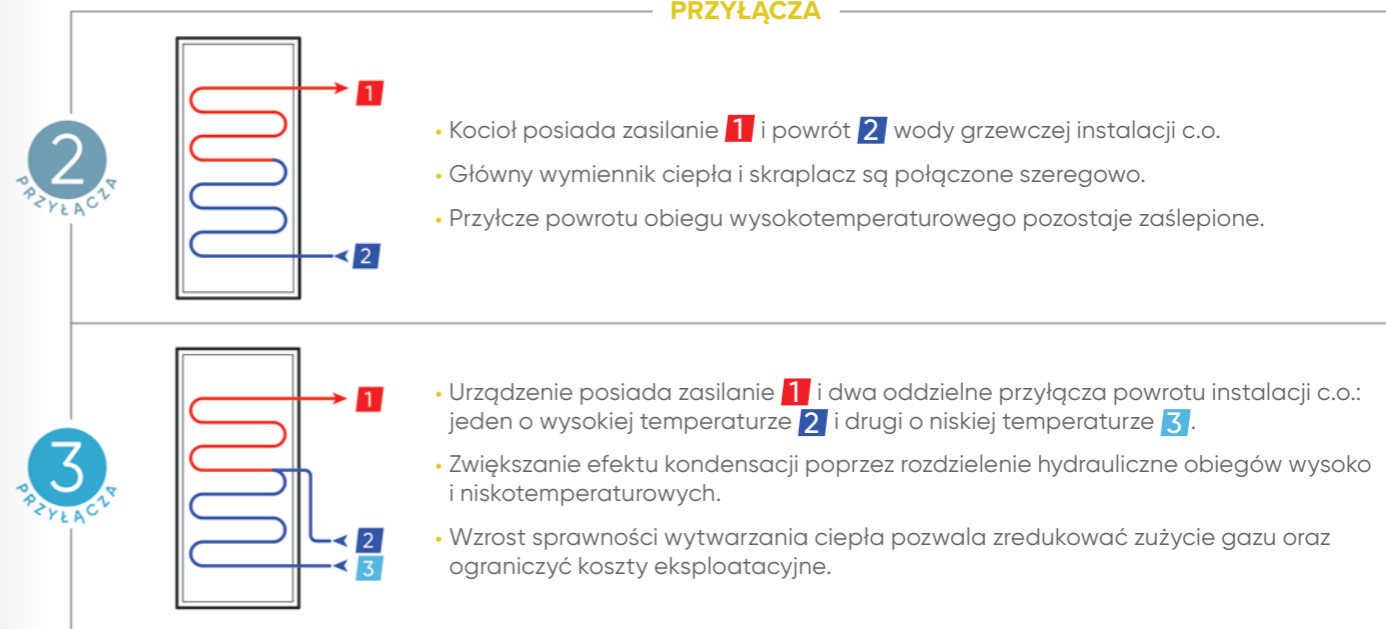 PRZYŁĄCZA
1
2
2
PRZYŁĄCZA
• Kocioł posiada zasilanie 1 i powrót 2 wody grzewczej instalacji c.o.
• Główny wymiennik ciepła i skraplacz są połączone szeregowo.
• Przyłcze powrotu obiegu wysokotemperaturowego pozostaje zaślepione.
1
2
3
3
PRZYŁĄCZA
• Urządzenie posiada zasilanie 1 i dwa oddzielne przyłącza powrotu instalacji c.o.:
jeden o wysokiej temperaturze 2 i drugi o niskiej temperaturze 3.
• Zwiększanie efektu kondensacji poprzez rozdzielenie hydrauliczne obiegów wysoko
i niskotemperaturowych.
• Wzrost sprawności wytwarzania ciepła pozwala zredukować zużycie gazu oraz
ograniczyć koszty eksploatacyjne.